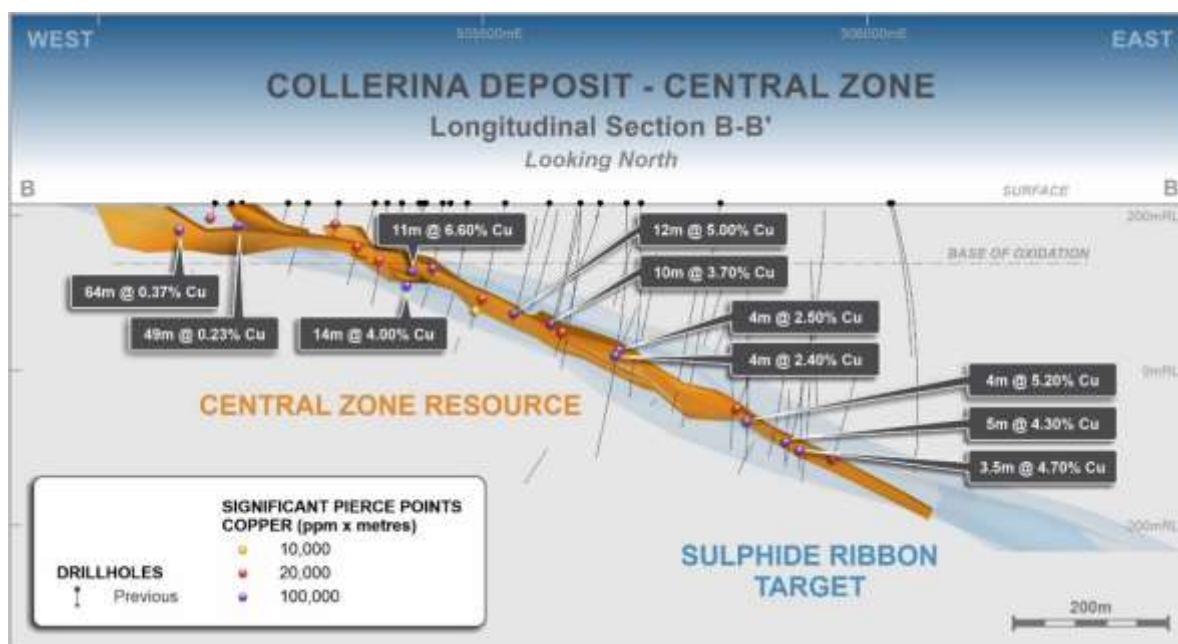 WEST
EAST
COLLERINA DEPOSIT - CENTRAL ZONE
Longitudinal Section B-B'
Looking North
B
SURFACE
B'
200mRL
BASE OF OXIDATION
11m @ 6.60% Cu
12m @ 5.00% Cu
10m @ 3.70% Cu
64m @ 0.37% Cu
49m @ 0.23% Cu
14m @ 4.00% Cu
4m @ 2.50% Cu
4m @ 2.40% Cu
0mRL
4m @ 5.20% Cu
CENTRAL ZONE RESOURCE
5m @ 4.30% Cu
3.5m @ 4.70% Cu
SIGNIFICANT PIERCE POINTS
COPPER (ppm x metres)
10,000
20,000
100,000
DRILLHOLES
Previous
-200mRL
SULPHIDE RIBBON
TARGET
200m